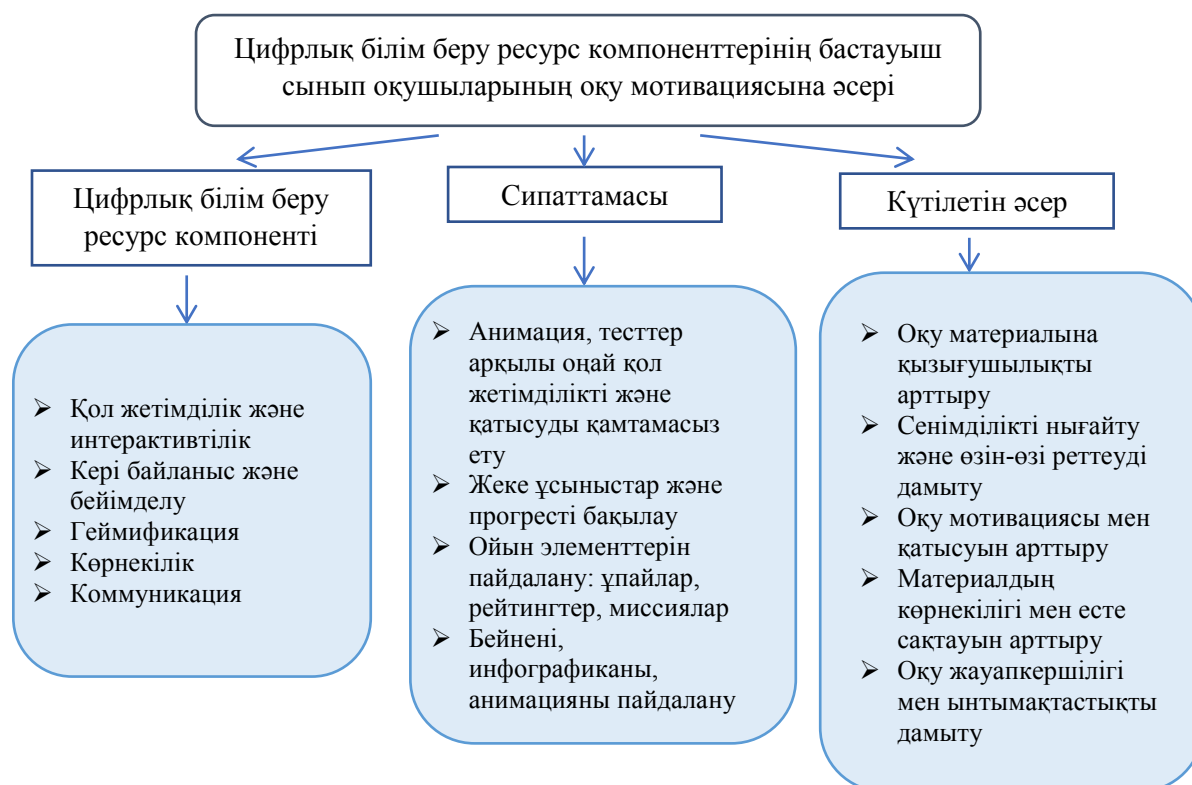 Цифрлық білім беру ресурс компоненттерінің бастауыш
сынып оқушыларының оқу мотивациясына әсері
Цифрлық білім беру
ресурс компоненті
Сипаттамасы
Күтілетін әсер
➢ Қол жетімділік және
интерактивтілік
➢ Кері байланыс және
бейімделу
➢ Геймификация
➢ Көрнекілік
➢ Коммуникация
➢ Анимация, тесттер
арқылы оңай қол
жетімділікті және
қатысуды қамтамасыз
ету
➢ Жеке ұсыныстар және
прогресті бақылау
➢ Ойын элементтерін
пайдалану: ұпайлар,
рейтингтер, миссиялар
➢ Бейнені,
инфографиканы,
анимацияны пайдалану
➢ Оқу материалына
қызығушылықты
арттыру
➢ Сенімділікті нығайту
және өзін-өзі реттеуді
дамыту
➢ Оқу мотивациясы мен
қатысуын арттыру
➢ Материалдың
көрнекілігі мен есте
сақтауын арттыру
➢ Оқу жауапкершілігі
мен ынтымақтастықты
дамыту